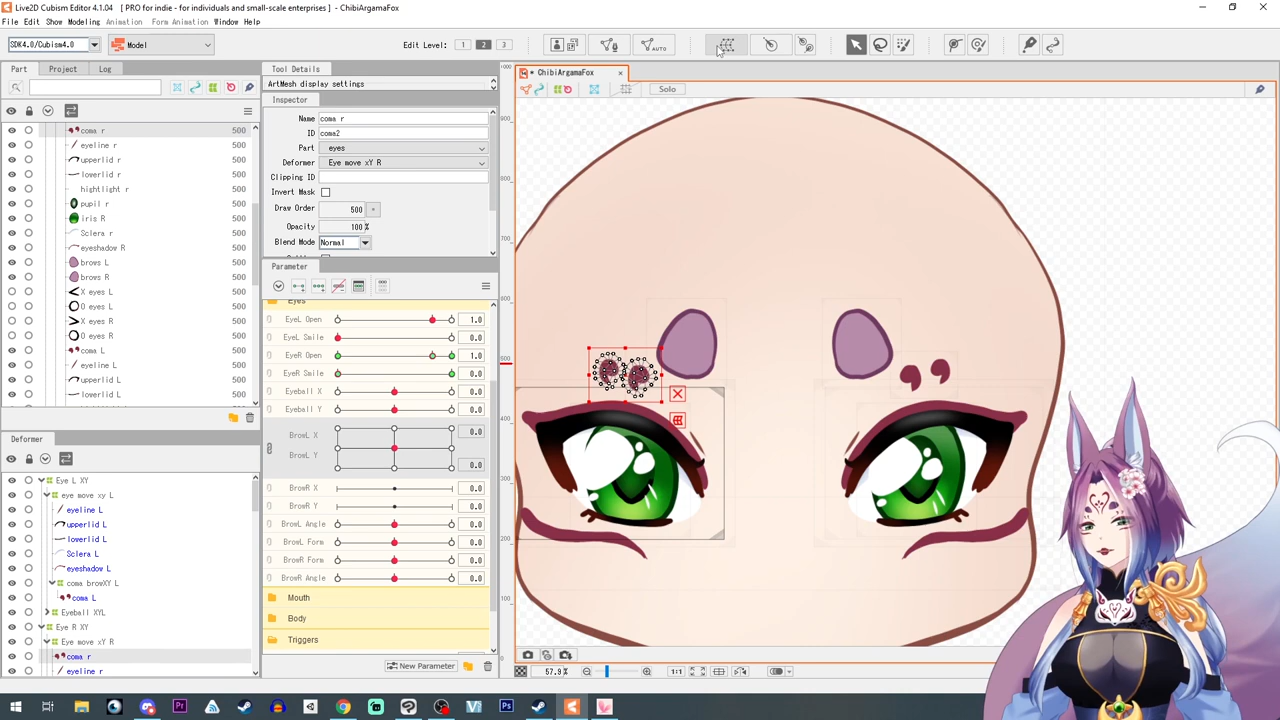 Live2D Cubism Editor 4.1.04 [ PRO for indie - for individuals and small-scale enterprises ] - ChibiArgamaFox
File Edit Show Modeling Animation Form Animation Window Help
SDK4.0/Cubism4.0 Model Edit Level: 1 2 3 AUTO
Part Project Log
Tool Details
ArtMesh display settings
Inspector
Name coma r
ID coma2
Part eyes
Deformer Eye move xY R
Clipping ID
Invert Mask
Draw Order 500
Opacity 100 %
Blend Mode Normal
* ChibiArgamaFox
Solo
coma r 500
eyeline r 500
upperlid r 500
lowerlid r 500
highlight r 500
pupil r 500
iris R 500
Sclera r 500
eyeshadow R 500
brows L 500
brows R 500
X eyes L 500
O eyes L 500
X eyes R 500
O eyes R 500
coma L 500
eyeline L 500
upperlid L 500
lowerlid L 500
Parameter
Eyes
EyeL Open 1.0
EyeL Smile 0.0
EyeR Open 1.0
EyeR Smile 0.0
Eyeball X 0.0
Eyeball Y 0.0
BrowL X 0.0
BrowL Y 0.0
BrowR X 0.0
BrowR Y 0.0
BrowL Angle 0.0
BrowL Form 0.0
BrowR Form 0.0
BrowR Angle 0.0
Mouth
Body
Triggers
New Parameter
Deformer
Eye L XY
eye move xy L
eyeline L
upperlid L
lowerlid L
Sclera L
eyeshadow L
coma browXY L
coma L
Eyeball XYL
Eye R XY
Eye move xY R
coma r
eyeline r
57.9% 1:1